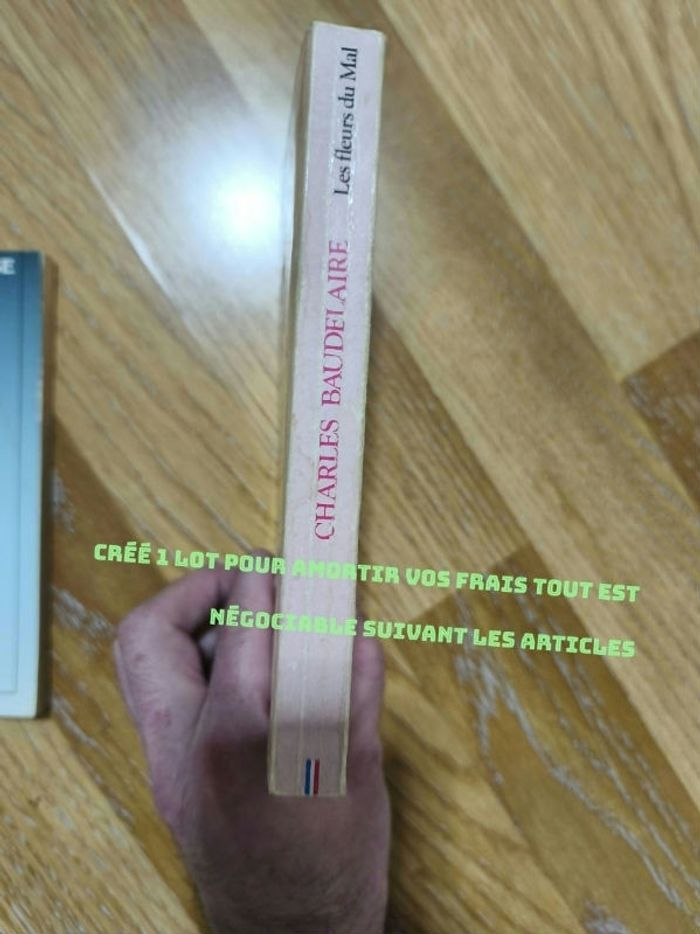 Les fleurs du Mal
CHARLES BAUDELAIRE
SE
CRÉÉ 1 LOT POUR AMORTIR VOS FRAIS TOUT EST
NÉGOCIABLE SUIVANT LES ARTICLES